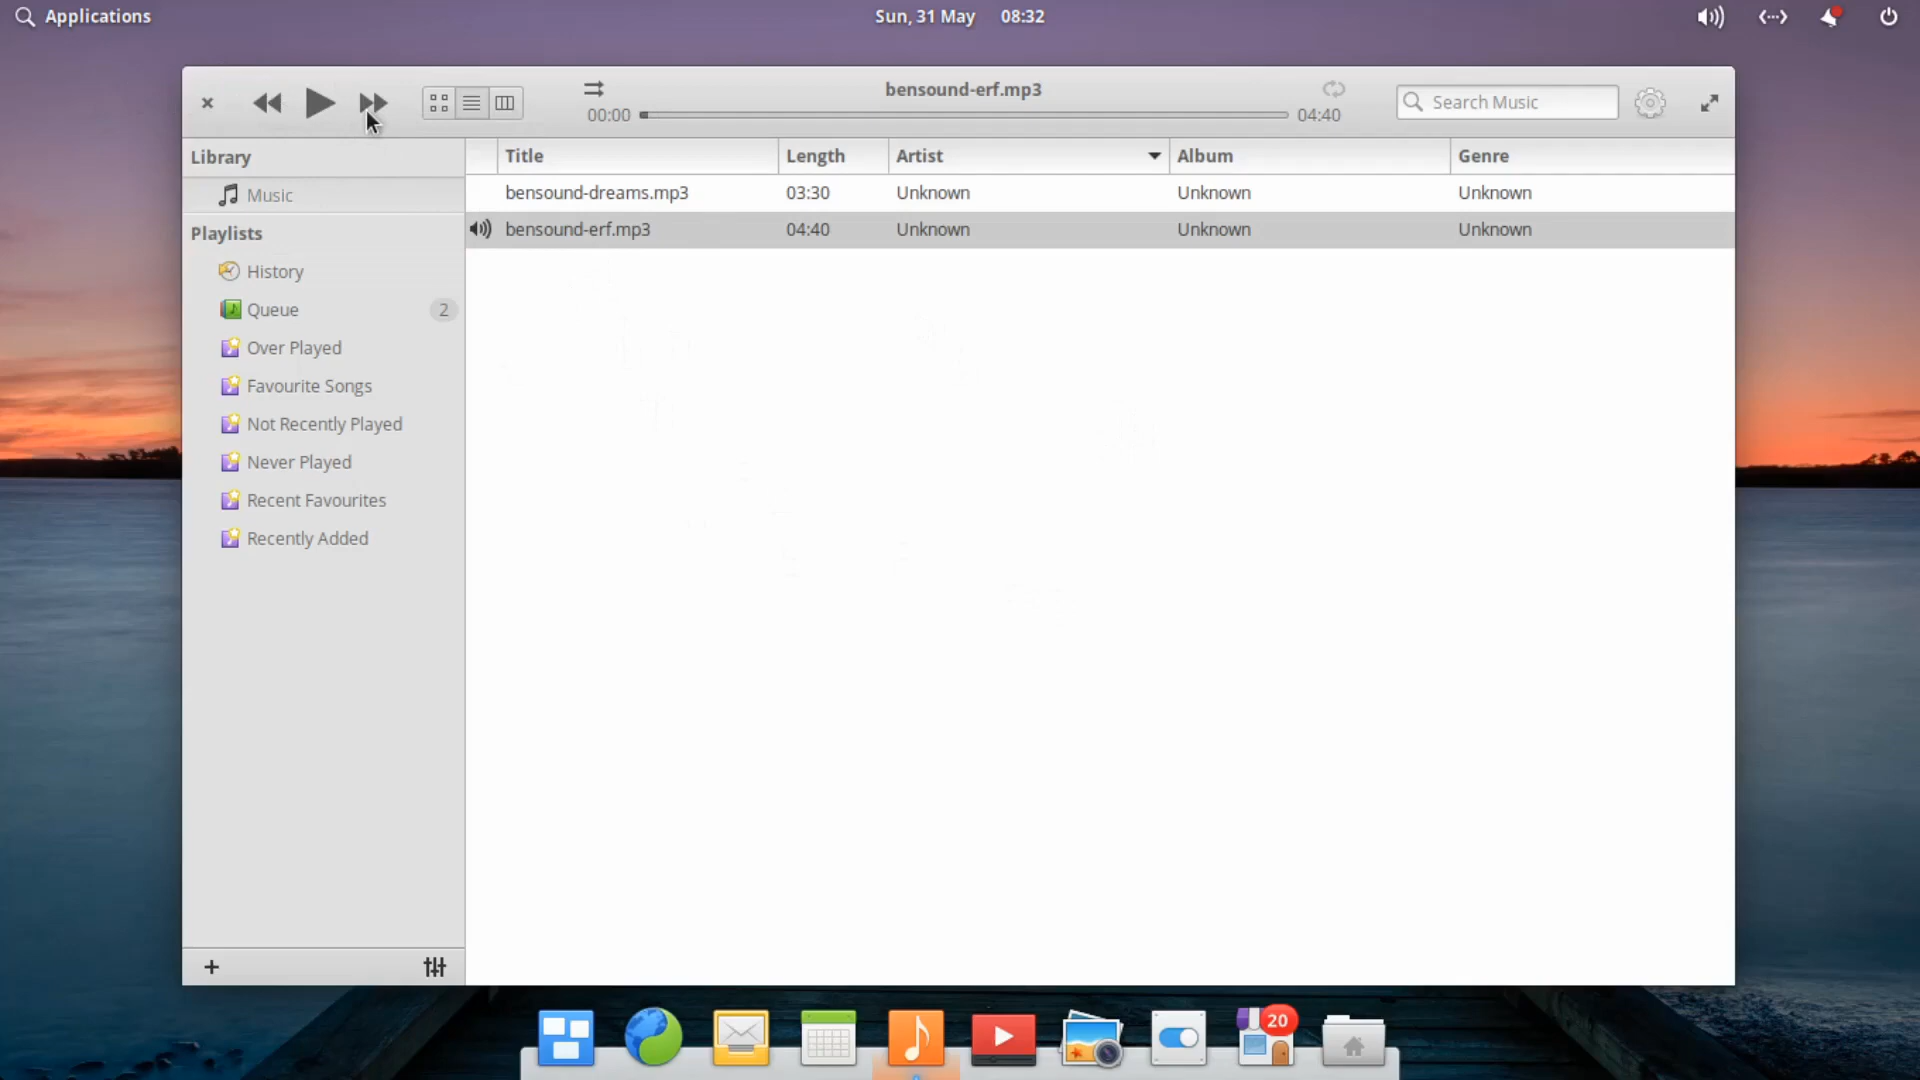 Applications
Sun, 31 May 08:32
bensound-erf.mp3
00:00
04:40
Search Music
Library
Music
Playlists
History
Queue 2
Over Played
Favourite Songs
Not Recently Played
Never Played
Recent Favourites
Recently Added
Title Length Artist Album Genre
bensound-dreams.mp3 03:30 Unknown Unknown Unknown
bensound-erf.mp3 04:40 Unknown Unknown Unknown
20